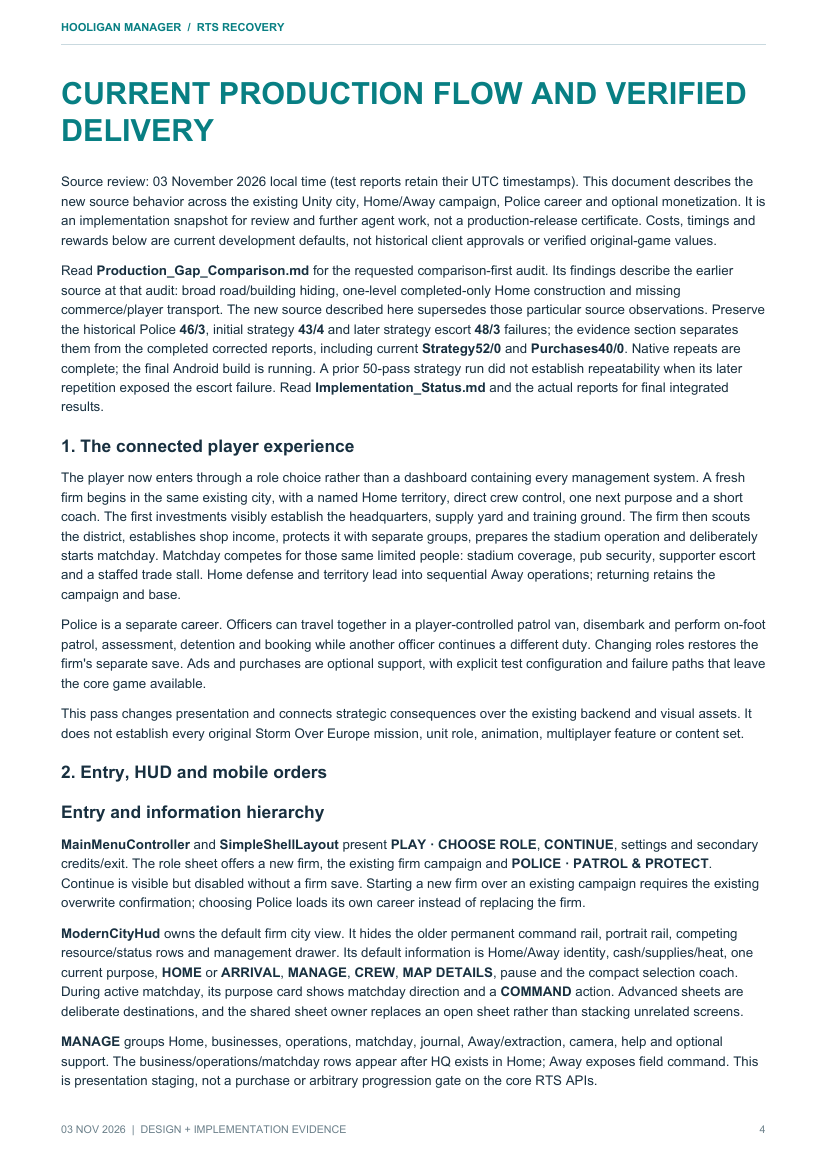 HOOLIGAN MANAGER / RTS RECOVERY
CURRENT PRODUCTION FLOW AND VERIFIED
DELIVERY
Source review: 03 November 2026 local time (test reports retain their UTC timestamps). This document describes the
new source behavior across the existing Unity city, Home/Away campaign, Police career and optional monetization. It is
an implementation snapshot for review and further agent work, not a production-release certificate. Costs, timings and
rewards below are current development defaults, not historical client approvals or verified original-game values.
Read Production_Gap_Comparison.md for the requested comparison-first audit. Its findings describe the earlier
source at that audit: broad road/building hiding, one-level completed-only Home construction and missing
commerce/player transport. The new source described here supersedes those particular source observations. Preserve
the historical Police 46/3, initial strategy 43/4 and later strategy escort 48/3 failures; the evidence section separates
them from the completed corrected reports, including current Strategy52/0 and Purchases40/0. Native repeats are
complete; the final Android build is running. A prior 50-pass strategy run did not establish repeatability when its later
repetition exposed the escort failure. Read Implementation_Status.md and the actual reports for final integrated
results.
1. The connected player experience
The player now enters through a role choice rather than a dashboard containing every management system. A fresh
firm begins in the same existing city, with a named Home territory, direct crew control, one next purpose and a short
coach. The first investments visibly establish the headquarters, supply yard and training ground. The firm then scouts
the district, establishes shop income, protects it with separate groups, prepares the stadium operation and deliberately
starts matchday. Matchday competes for those same limited people: stadium coverage, pub security, supporter escort
and a staffed trade stall. Home defense and territory lead into sequential Away operations; returning retains the
campaign and base.
Police is a separate career. Officers can travel together in a player-controlled patrol van, disembark and perform on-foot
patrol, assessment, detention and booking while another officer continues a different duty. Changing roles restores the
firm's separate save. Ads and purchases are optional support, with explicit test configuration and failure paths that leave
the core game available.
This pass changes presentation and connects strategic consequences over the existing backend and visual assets. It
does not establish every original Storm Over Europe mission, unit role, animation, multiplayer feature or content set.
2. Entry, HUD and mobile orders
Entry and information hierarchy
MainMenuController and SimpleShellLayout present PLAY · CHOOSE ROLE, CONTINUE, settings and secondary
credits/exit. The role sheet offers a new firm, the existing firm campaign and POLICE · PATROL & PROTECT.
Continue is visible but disabled without a firm save. Starting a new firm over an existing campaign requires the existing
overwrite confirmation; choosing Police loads its own career instead of replacing the firm.
ModernCityHud owns the default firm city view. It hides the older permanent command rail, portrait rail, competing
resource/status rows and management drawer. Its default information is Home/Away identity, cash/supplies/heat, one
current purpose, HOME or ARRIVAL, MANAGE, CREW, MAP DETAILS, pause and the compact selection coach.
During active matchday, its purpose card shows matchday direction and a COMMAND action. Advanced sheets are
deliberate destinations, and the shared sheet owner replaces an open sheet rather than stacking unrelated screens.
MANAGE groups Home, businesses, operations, matchday, journal, Away/extraction, camera, help and optional
support. The business/operations/matchday rows appear after HQ exists in Home; Away exposes field command. This
is presentation staging, not a purchase or arbitrary progression gate on the core RTS APIs.
03 NOV 2026 | DESIGN + IMPLEMENTATION EVIDENCE
4